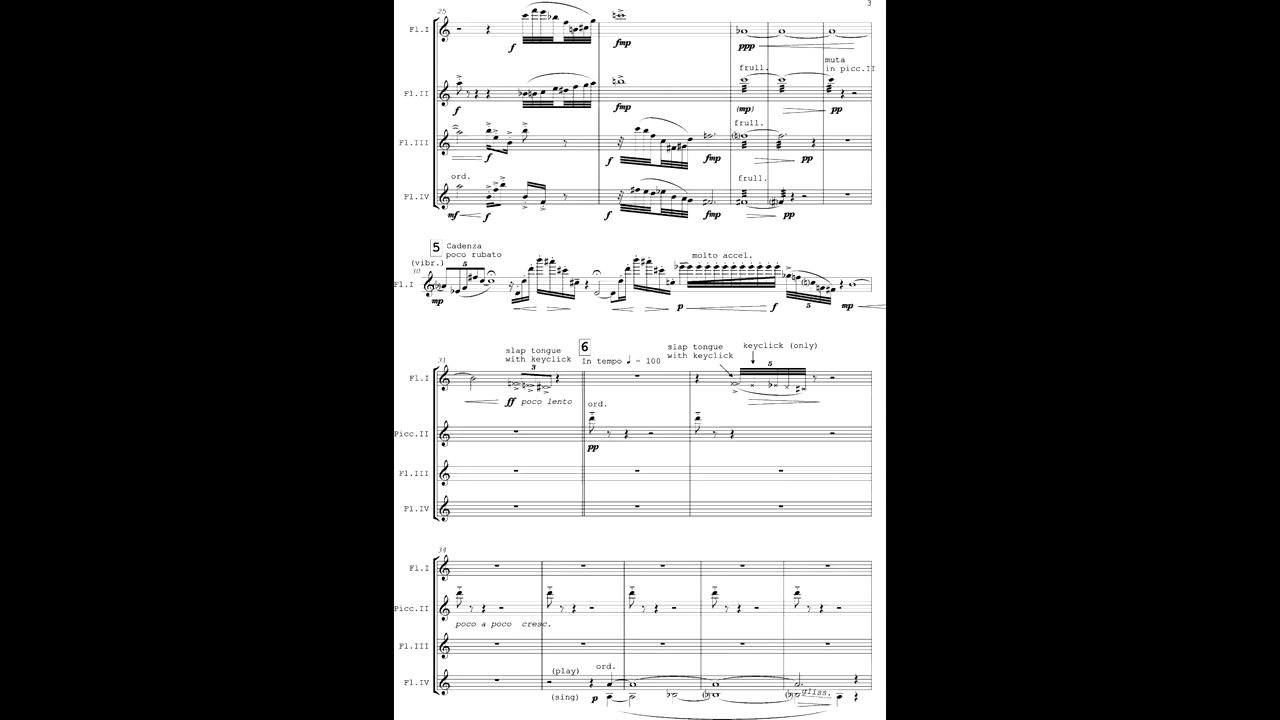 3
25
Fl.I
f
fmp
ppp
frull.
muta
in picc.II
Fl.II
f
fmp
(mp)
pp
frull.
Fl.III
f
f
fmp
pp
ord.
frull.
Fl.IV
mf
f
f
fmp
pp
5
Cadenza
poco rubato
(vibr.)
molto accel.
30
5
Fl.I
mp
p
f
5
mp
31
slap tongue
with keyclick
6
In tempo ♩ = 100
slap tongue
with keyclick
keyclick (only)
3
5
Fl.I
ff poco lento
ord.
Picc.II
pp
Fl.III
Fl.IV
34
Fl.I
Picc.II
poco a poco cresc.
Fl.III
ord.
(play)
Fl.IV
(sing)
p
gliss.